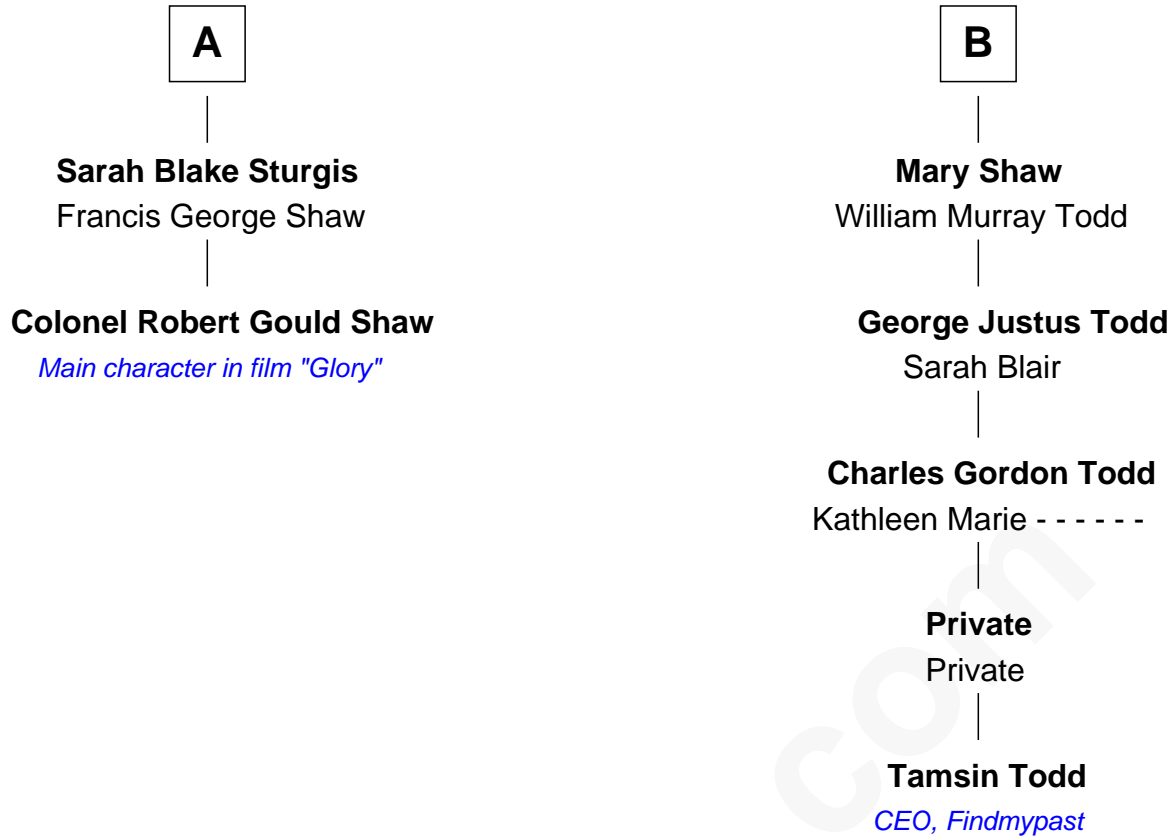 A
Sarah Blake Sturgis
Francis George Shaw
Colonel Robert Gould Shaw
Main character in film "Glory"
B
Mary Shaw
William Murray Todd
George Justus Todd
Sarah Blair
Charles Gordon Todd
Kathleen Marie - - - - - -
Private
Private
Tamsin Todd
CEO, Findmypast
com